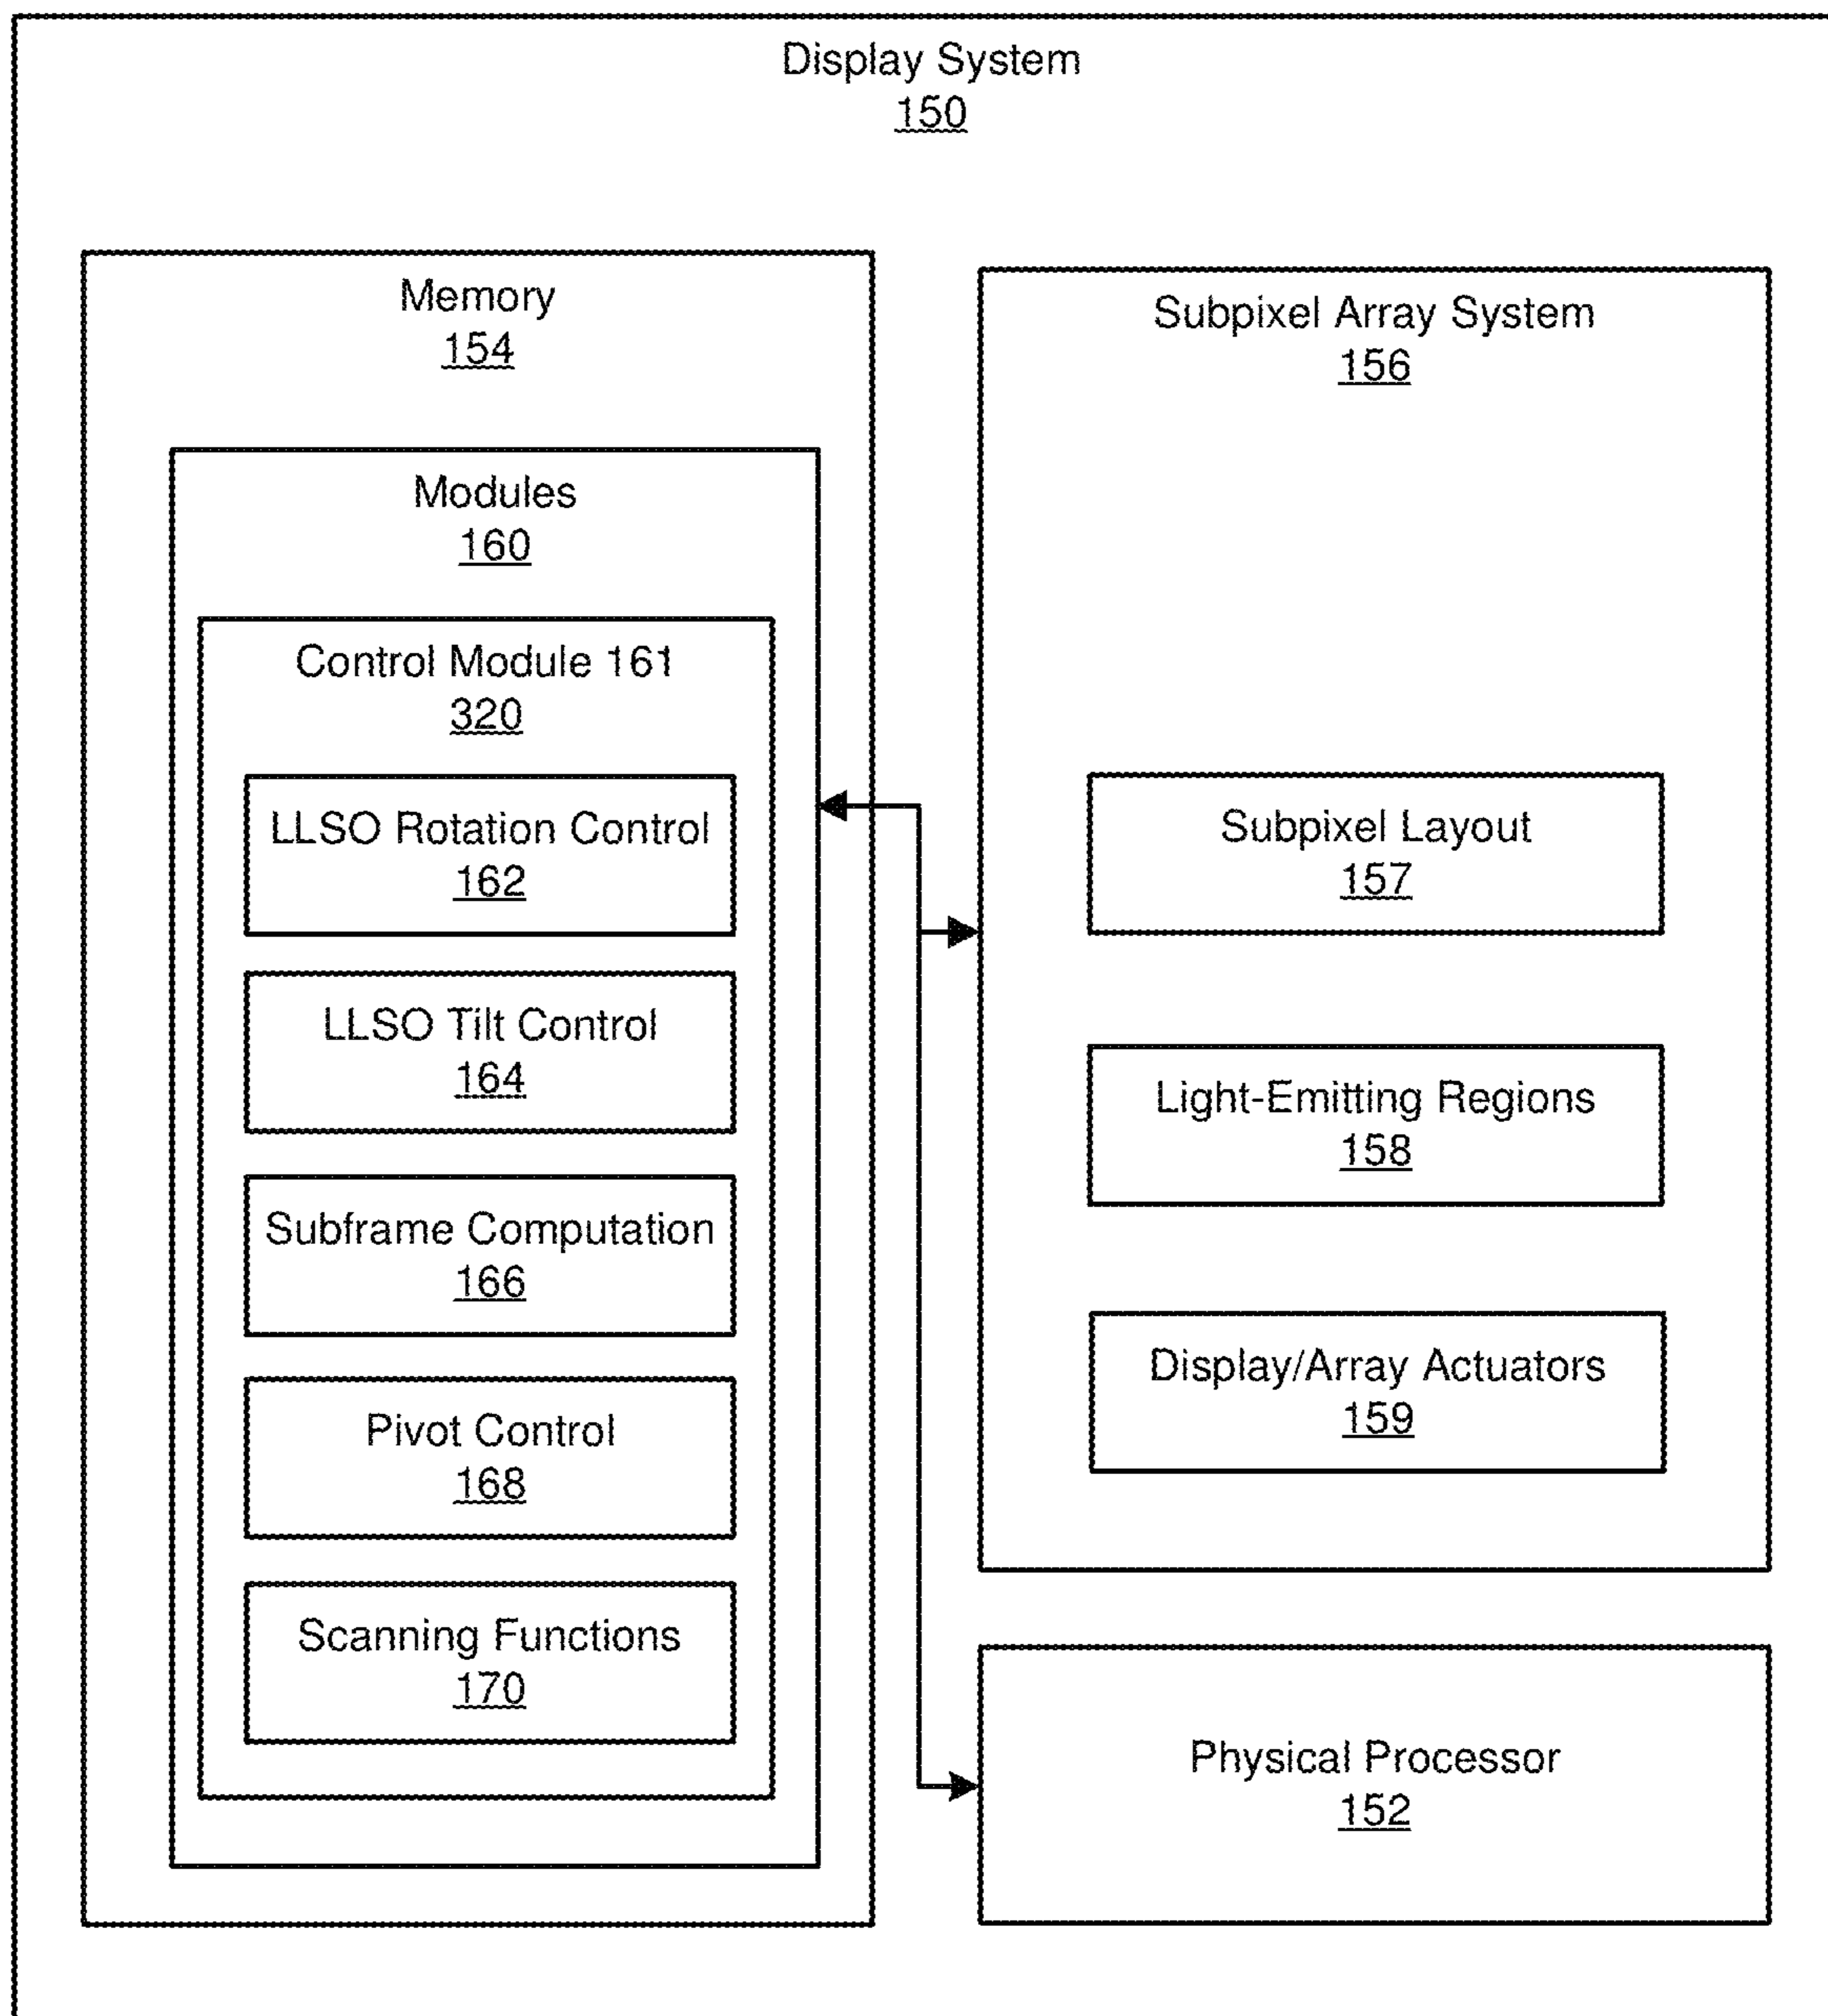 Display System
150
Memory
154
Modules
160
Control Module 161
320
LLSO Rotation Control
162
LLSO Tilt Control
164
Subframe Computation
166
Pivot Control
168
Scanning Functions
170
Subpixel Array System
156
Subpixel Layout
157
Light-Emitting Regions
158
Display/Array Actuators
159
Physical Processor
152